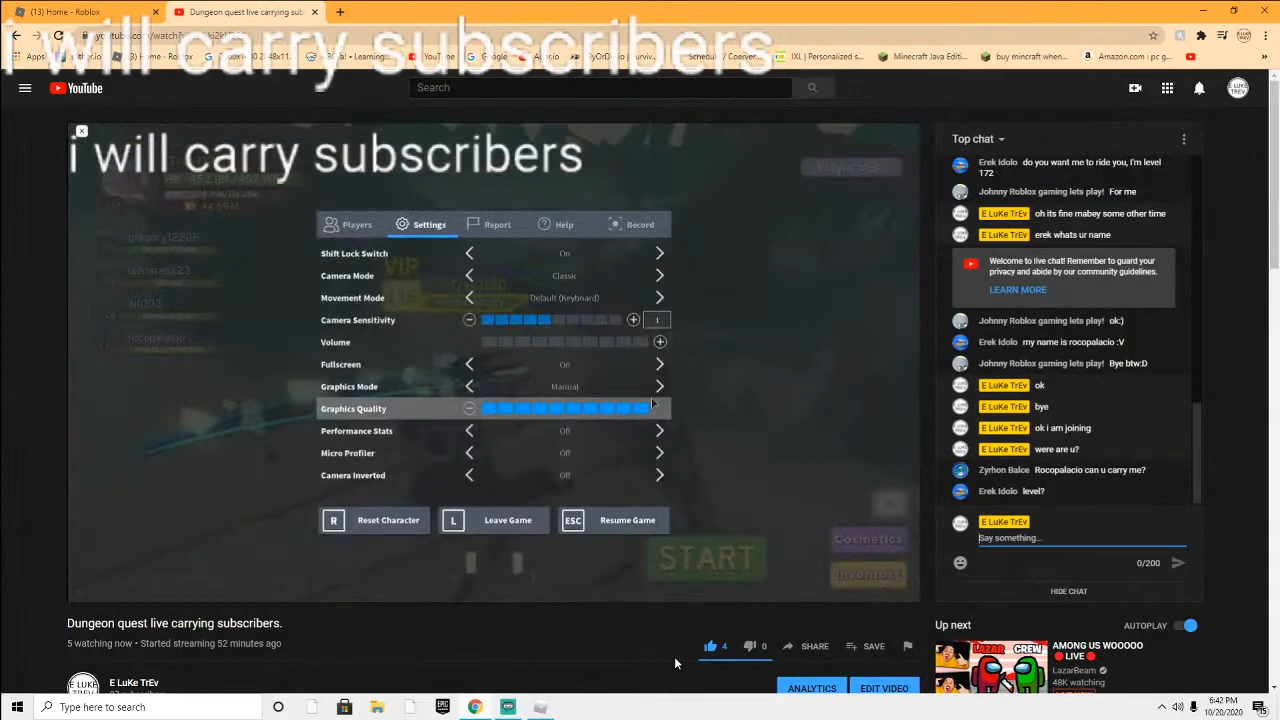 Home - Roblox
Dungeon quest live carrying sub
i will carry subscribers
Apps
YouTube
Search
i will carry subscribers
Players
Settings
Report
Help
Record
Shift Lock Switch On
Camera Mode Classic
Movement Mode Default (Keyboard)
Camera Sensitivity 1
Volume
Fullscreen On
Graphics Mode Manual
Graphics Quality
Performance Stats Off
Micro Profiler Off
Camera Inverted Off
R Reset Character
L Leave Game
ESC Resume Game
VIP
START
Cosmetics
Inventory
Dungeon quest live carrying subscribers.
5 watching now • Started streaming 52 minutes ago
4
0
SHARE
SAVE
E LuKe TrEv
ANALYTICS
EDIT VIDEO
Top chat
Erek Idolo do you want me to ride you, I'm level
172
Johnny Roblox gaming lets play! For me
E LuKe TrEv oh its fine mabey some other time
E LuKe TrEv erek whats ur name
Welcome to live chat! Remember to guard your
privacy and abide by our community guidelines.
LEARN MORE
Johnny Roblox gaming lets play! ok:)
Erek Idolo my name is rocopalacio :V
Johnny Roblox gaming lets play! Bye btw:D
E LuKe TrEv ok
E LuKe TrEv bye
E LuKe TrEv ok i am joining
E LuKe TrEv were are u?
Zyrhon Balce Rocopalacio can u carry me?
Erek Idolo level?
E LuKe TrEv
Say something...
0/200
HIDE CHAT
Up next
AUTOPLAY
LAZAR CREW
AMONG US WOOOOO
LIVE
LazarBeam
48K watching
Type here to search
EPIC
6:42 PM
10/20/2020